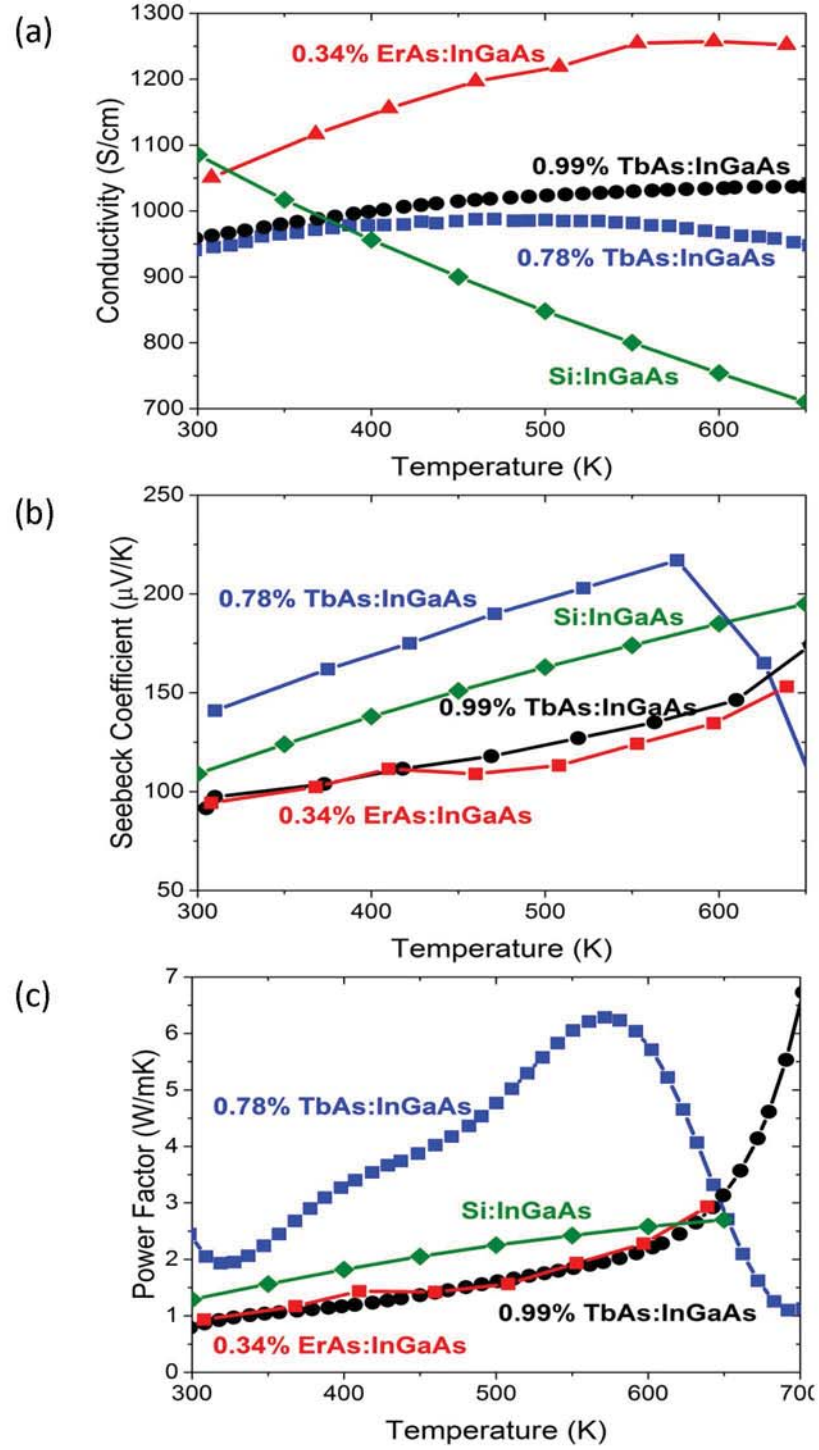 (a)
1300
1200
1100
1000
900
800
700
Conductivity (S/cm)
0.34% ErAs:InGaAs
0.99% TbAs:InGaAs
0.78% TbAs:InGaAs
Si:InGaAs
300
400
500
600
Temperature (K)
(b)
250
200
150
100
50
Seebeck Coefficient (μV/K)
0.78% TbAs:InGaAs
Si:InGaAs
0.99% TbAs:InGaAs
0.34% ErAs:InGaAs
300
400
500
600
Temperature (K)
(c)
7
6
5
4
3
2
1
0
Power Factor (W/mK)
0.78% TbAs:InGaAs
Si:InGaAs
0.99% TbAs:InGaAs
0.34% ErAs:InGaAs
300
400
500
600
700
Temperature (K)